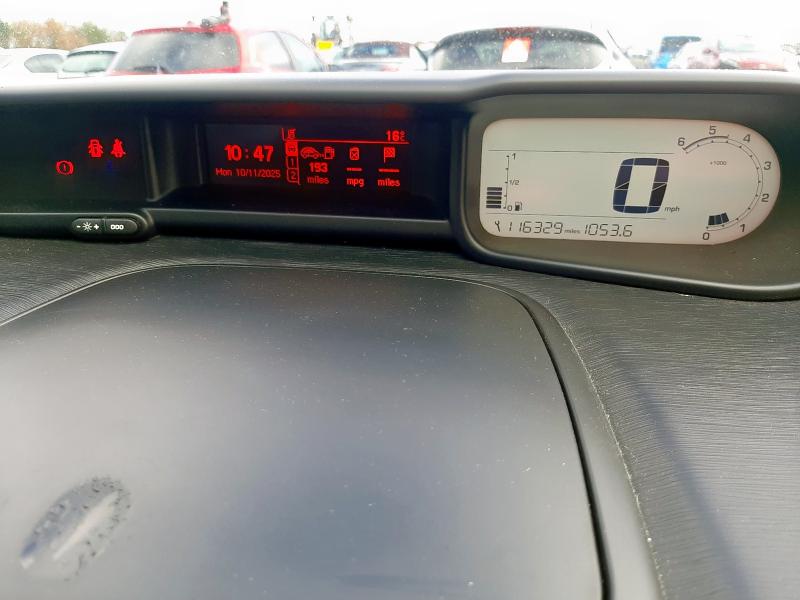 10:47
Mon 10/11/2025
1
2
16°C
193
miles
---
mpg
----
miles
1
1/2
0
0
mph
116329 miles 1053.6
6
5
4
3
2
1
0
x1000